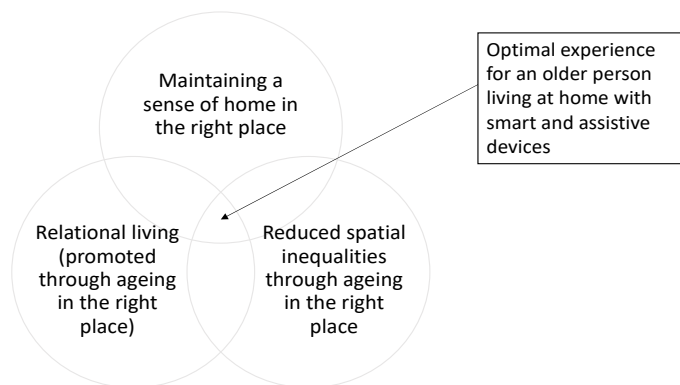 Maintaining a
sense of home in
the right place
Optimal experience
for an older person
living at home with
smart and assistive
devices
Relational living
(promoted
through ageing
in the right
place)
Reduced spatial
inequalities
through ageing
in the right
place